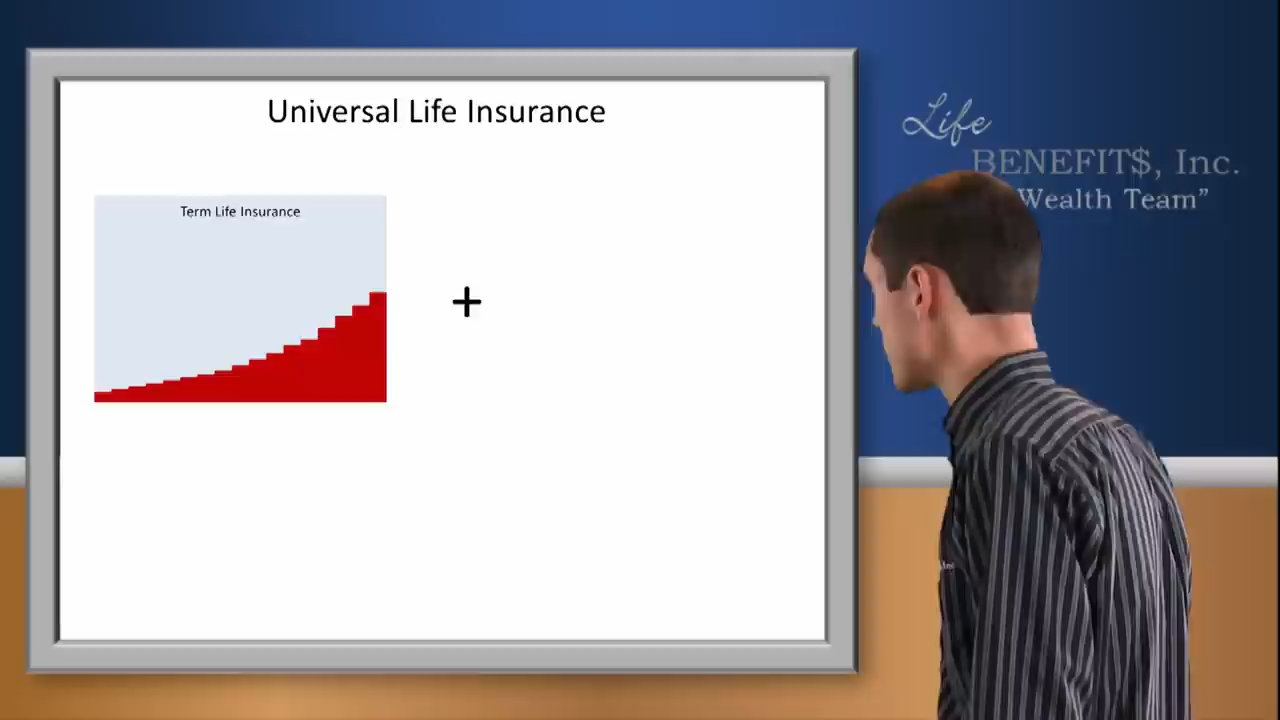 Universal Life Insurance
Term Life Insurance
+
Life
BENEFIT$, Inc.
Wealth Team”